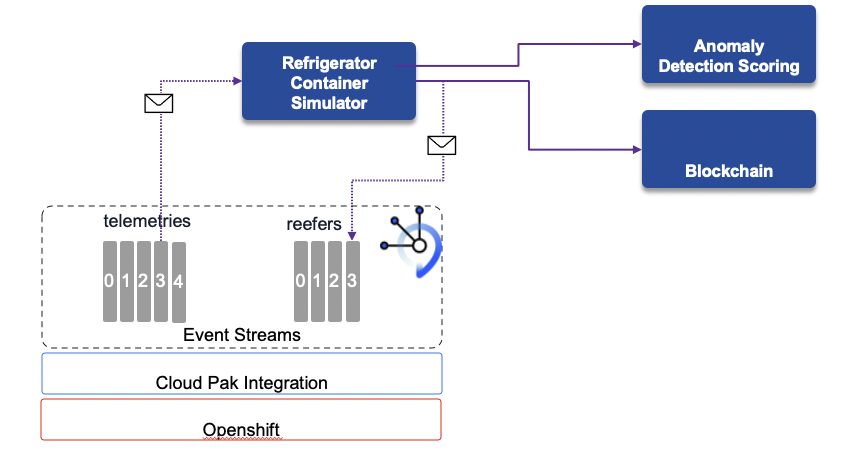 Refrigerator
Container
Simulator
Anomaly
Detection Scoring
Blockchain
telemetries
reefers
0 1 2 3 4
0 1 2 3
Event Streams
Cloud Pak Integration
Openshift